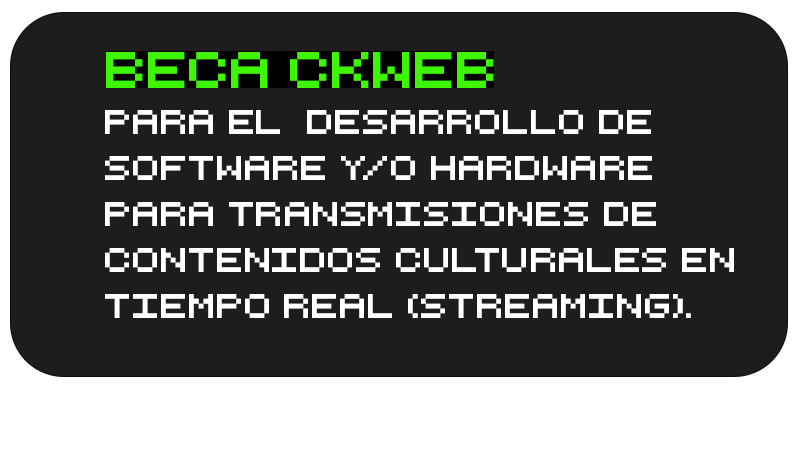 BECA CKWEB
PARA EL DESARROLLO DE
SOFTWARE Y/O HARDWARE
PARA TRANSMISIONES DE
CONTENIDOS CULTURALES EN
TIEMPO REAL (STREAMING).